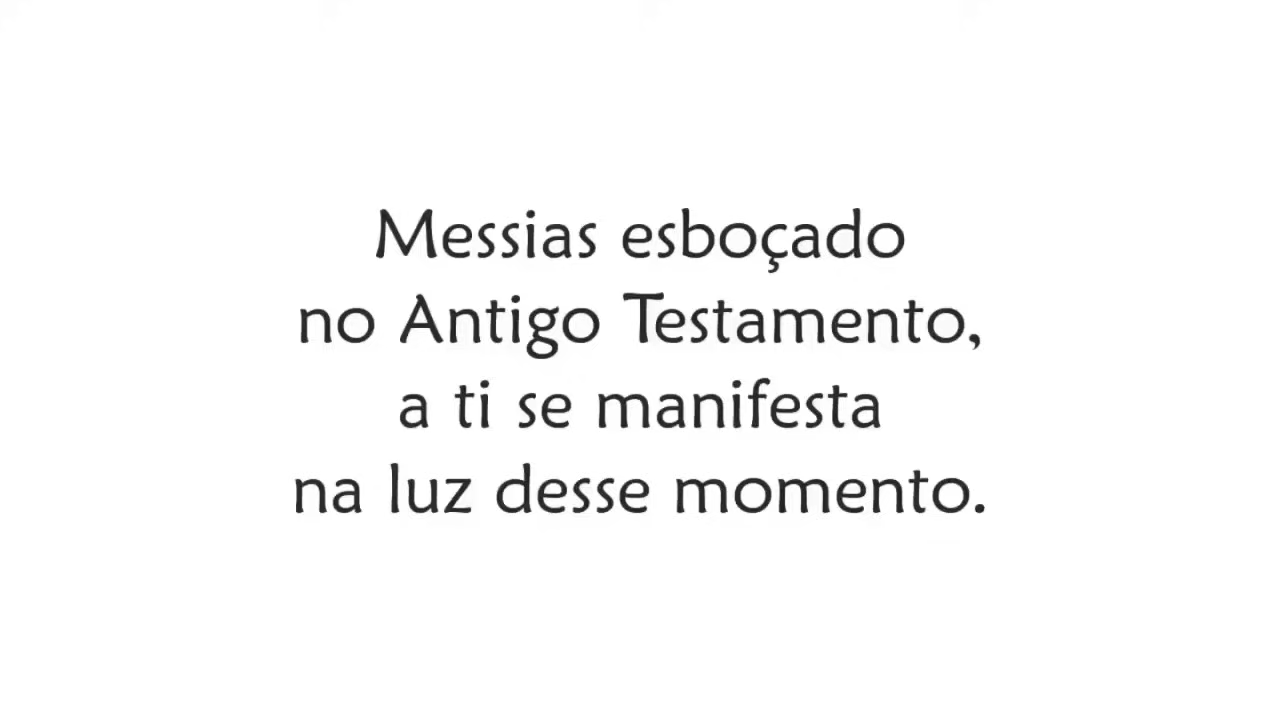 Messias esboçado
no Antigo Testamento,
a ti se manifesta
na luz desse momento.